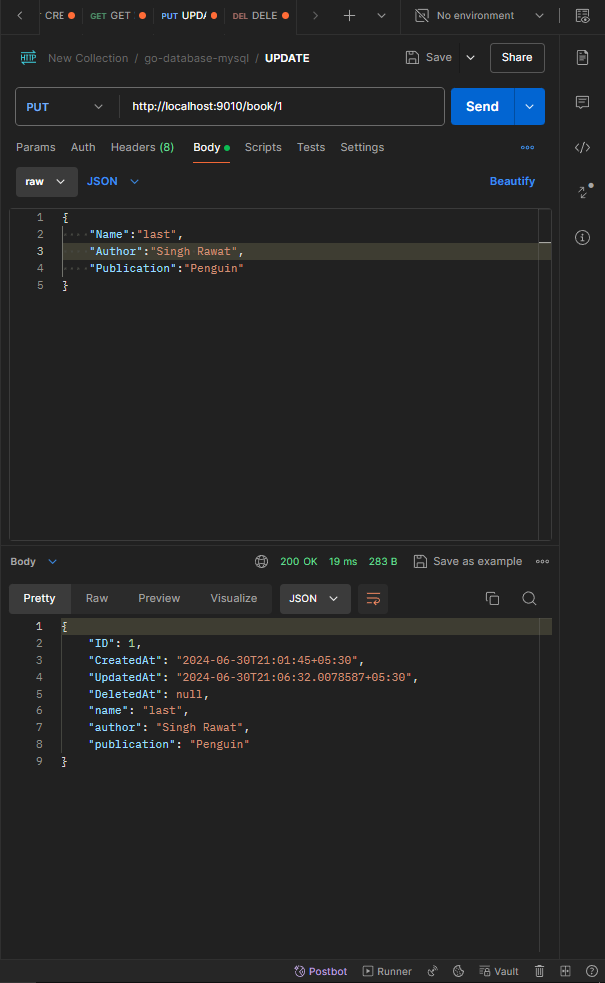 CRE GET GET PUT UPD DEL DELE No environment
HTTP New Collection / go-database-mysql / UPDATE Save Share
PUT http://localhost:9010/book/1 Send
Params Auth Headers (8) Body Scripts Tests Settings
raw JSON Beautify
1 {
2 "Name":"last",
3 "Author":"Singh Rawat",
4 "Publication":"Penguin"
5 }
Body 200 OK 19 ms 283 B Save as example
Pretty Raw Preview Visualize JSON
1 {
2 "ID": 1,
3 "CreatedAt": "2024-06-30T21:01:45+05:30",
4 "UpdatedAt": "2024-06-30T21:06:32.0078587+05:30",
5 "DeletedAt": null,
6 "name": "last",
7 "author": "Singh Rawat",
8 "publication": "Penguin"
9 }
Postbot Runner Vault